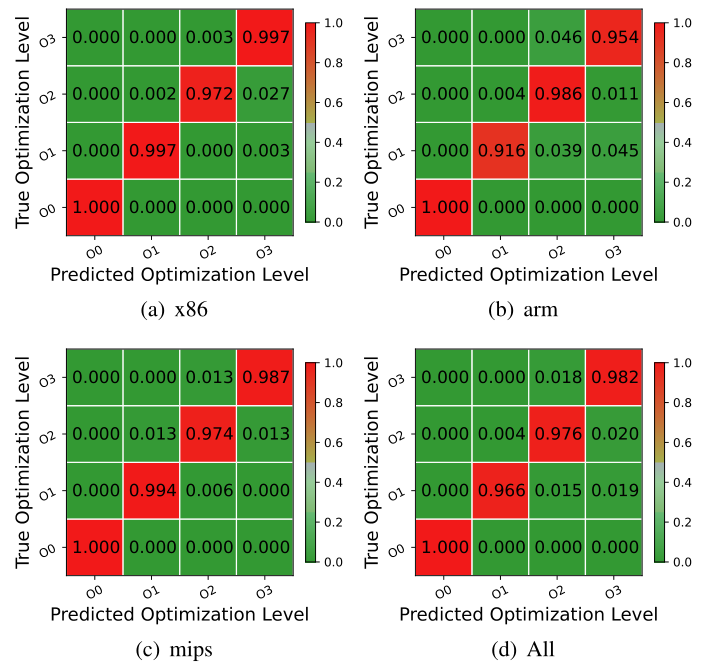 True Optimization Level
O3 0.000 0.000 0.003 0.997
O2 0.000 0.002 0.972 0.027
O1 0.000 0.997 0.000 0.003
O0 1.000 0.000 0.000 0.000
O0 O1 O2 O3
Predicted Optimization Level
1.0
0.8
0.6
0.4
0.2
0.0
(a) x86
True Optimization Level
O3 0.000 0.000 0.046 0.954
O2 0.000 0.004 0.986 0.011
O1 0.000 0.916 0.039 0.045
O0 1.000 0.000 0.000 0.000
O0 O1 O2 O3
Predicted Optimization Level
1.0
0.8
0.6
0.4
0.2
0.0
(b) arm
True Optimization Level
O3 0.000 0.000 0.013 0.987
O2 0.000 0.013 0.974 0.013
O1 0.000 0.994 0.006 0.000
O0 1.000 0.000 0.000 0.000
O0 O1 O2 O3
Predicted Optimization Level
1.0
0.8
0.6
0.4
0.2
0.0
(c) mips
True Optimization Level
O3 0.000 0.000 0.018 0.982
O2 0.000 0.004 0.976 0.020
O1 0.000 0.966 0.015 0.019
O0 1.000 0.000 0.000 0.000
O0 O1 O2 O3
Predicted Optimization Level
1.0
0.8
0.6
0.4
0.2
0.0
(d) All